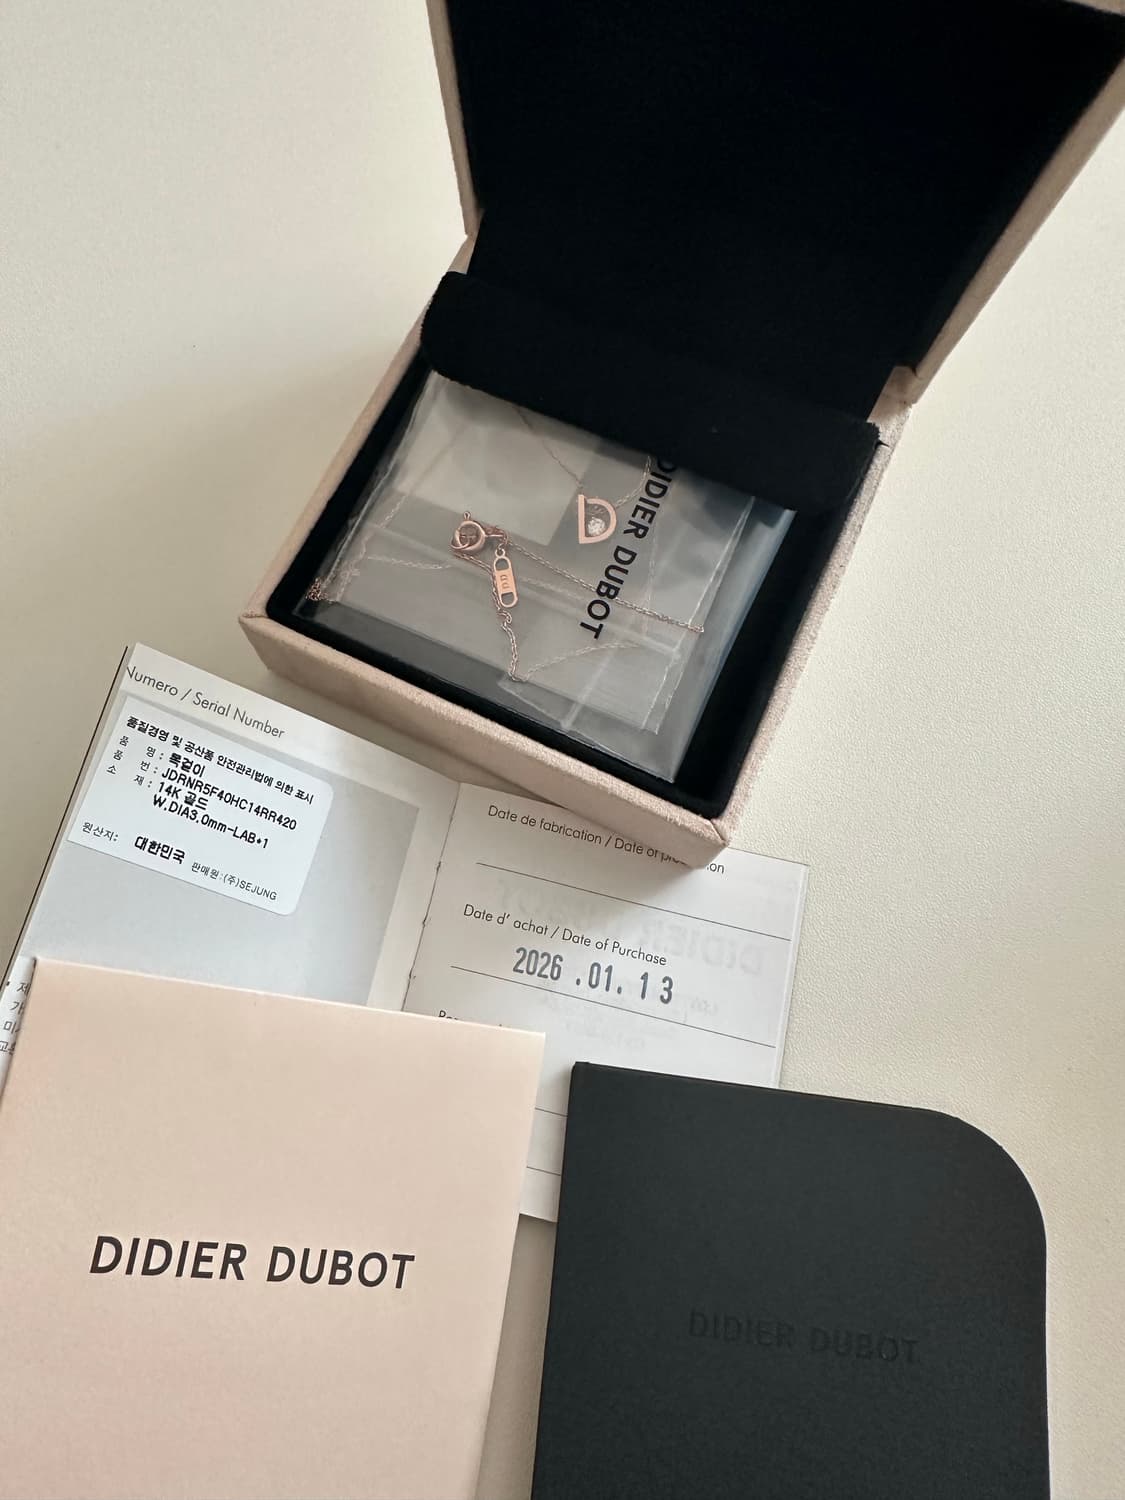 DIDIER DUBOT
Numero / Serial Number
품질경영 및 공산품 안전관리법에 의한 표시
품 명 : 목걸이
품 번 : JDRNR5F40HC14RR420
소 재 : 14K 골드
W.DIA3.0mm-LAB*1
원산지: 대한민국
판매원:(주)SEJUNG
Date de fabrication / Date of
Date d' achat / Date of Purchase
2026 .01. 13
DIDIER DUBOT
DIDIER DUBOT